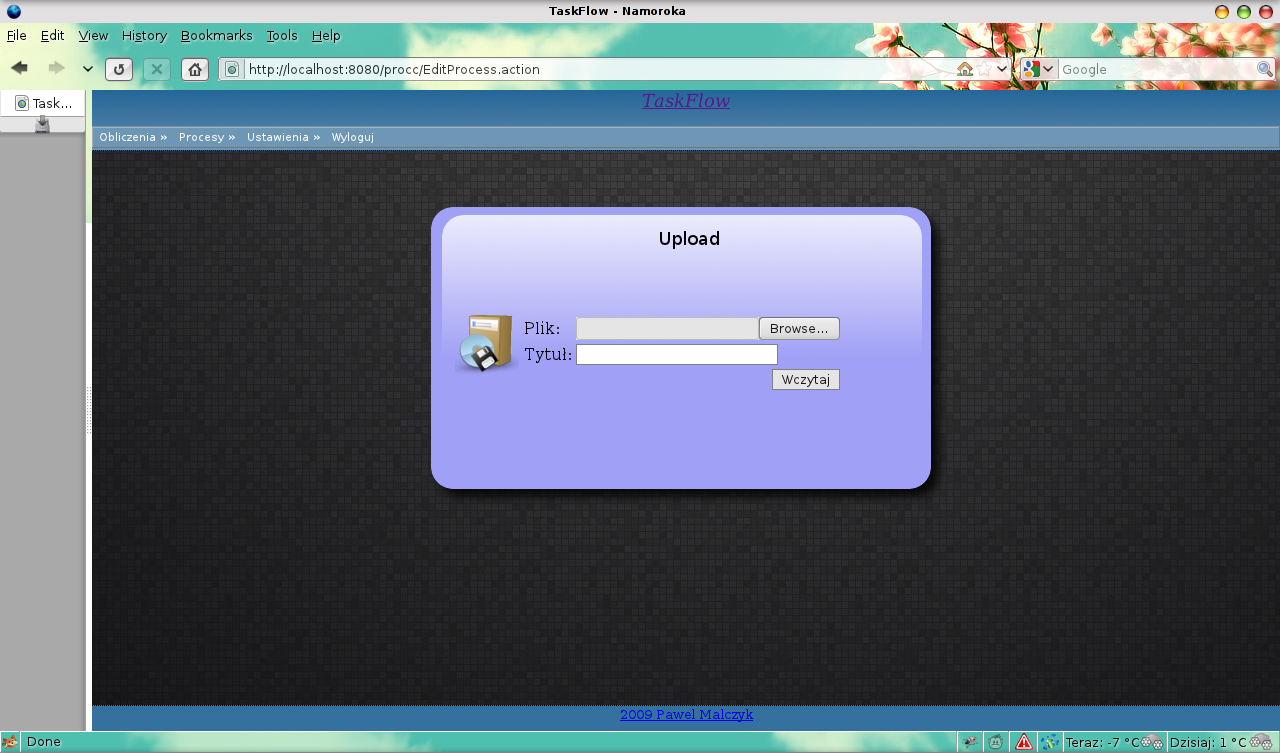 TaskFlow - Namoroka
File Edit View History Bookmarks Tools Help
http://localhost:8080/procc/EditProcess.action
Google
Task...
TaskFlow
Obliczenia » Procesy » Ustawienia » Wyloguj
Upload
Plik: Browse...
Tytuł:
Wczytaj
2009 Pawel Malczyk
Done
Teraz: -7 °C Dzisiaj: 1 °C